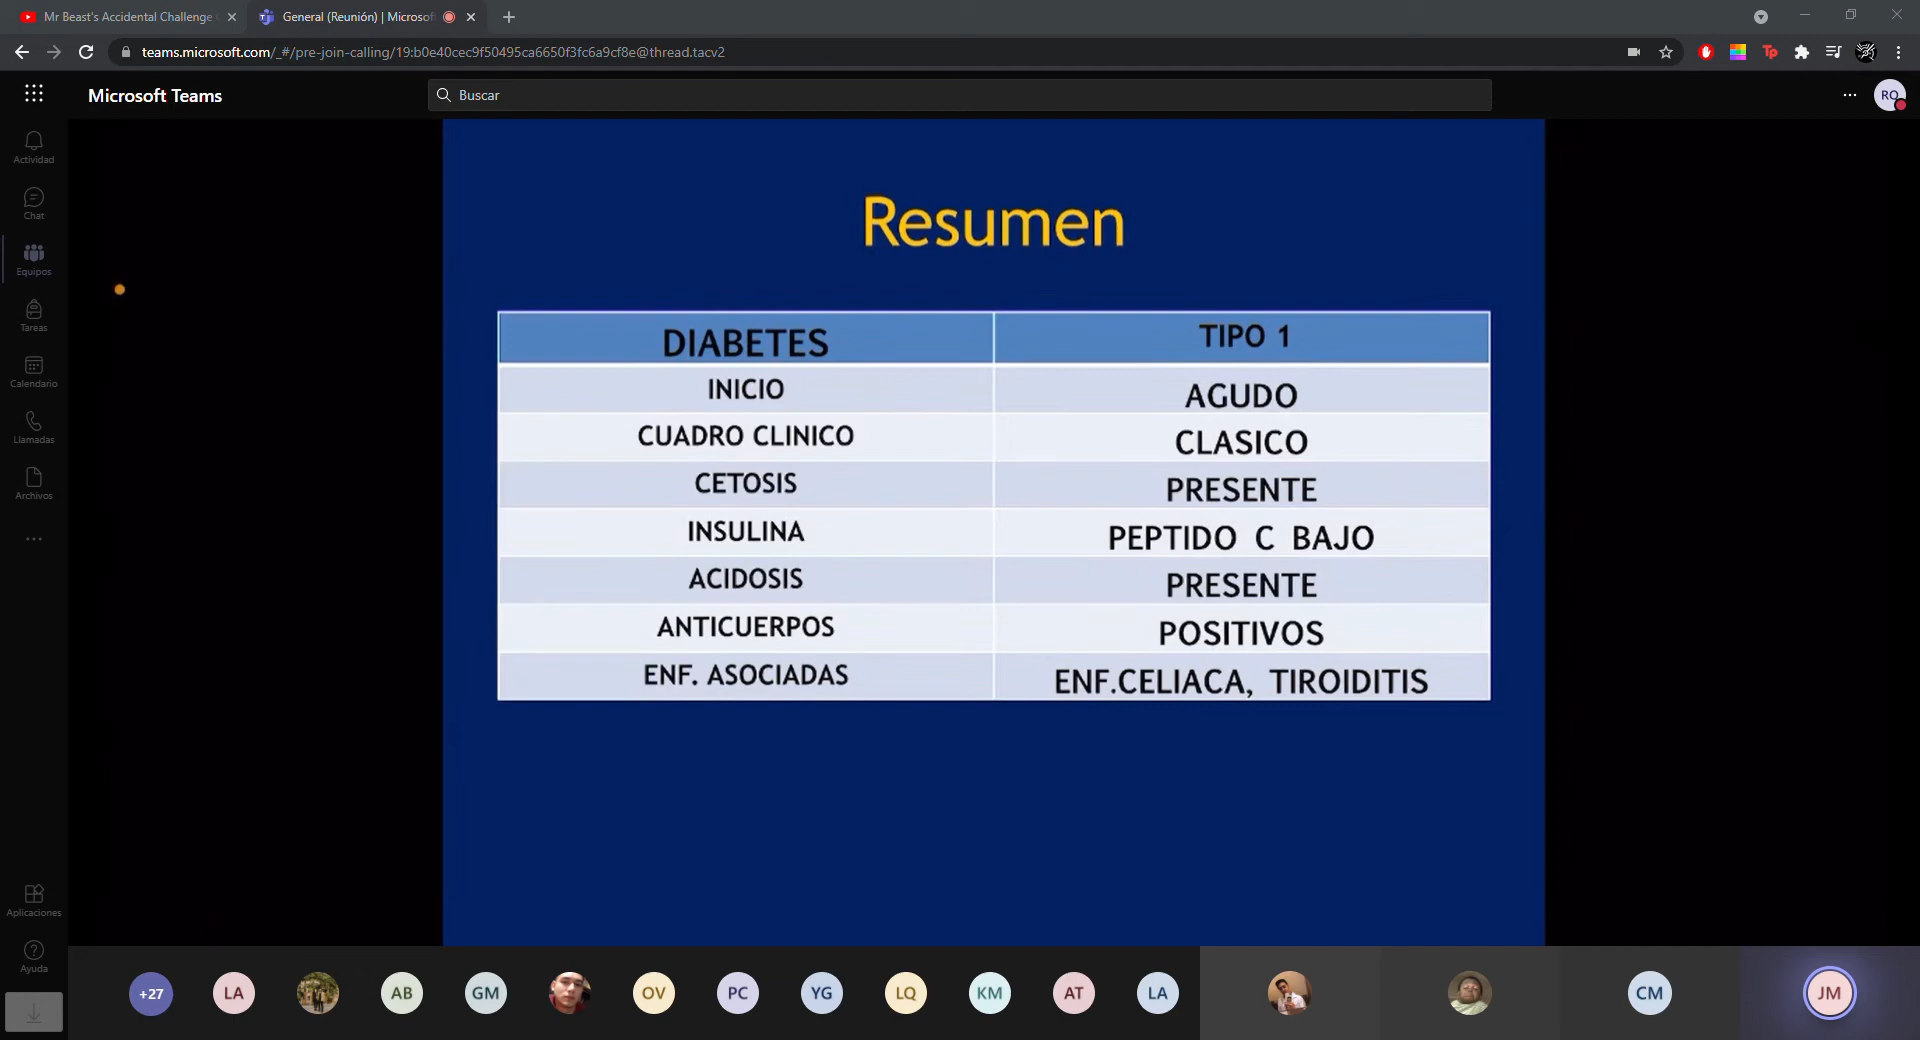 Mr Beast's Accidental Challenge
General (Reunión) | Microsof
teams.microsoft.com/_#/pre-join-calling/19:b0e40cec9f50495ca6650f3fc6a9cf8e@thread.tacv2
Microsoft Teams
Buscar
RO
Actividad
Chat
Equipos
Tareas
Calendario
Llamadas
Archivos
Aplicaciones
Ayuda
Resumen
DIABETES TIPO 1
INICIO AGUDO
CUADRO CLINICO CLASICO
CETOSIS PRESENTE
INSULINA PEPTIDO C BAJO
ACIDOSIS PRESENTE
ANTICUERPOS POSITIVOS
ENF. ASOCIADAS ENF.CELIACA, TIROIDITIS
+27 LA AB GM OV PC YG LQ KM AT LA CM JM